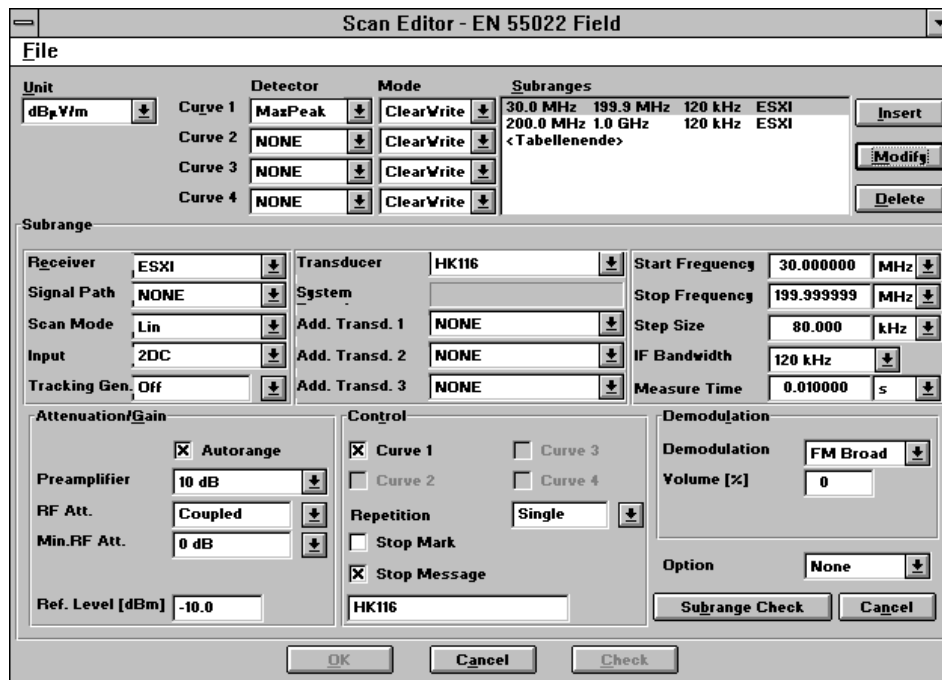 Scan Editor - EN 55022 Field
File
Unit
dBµV/m
Detector Mode
Curve 1 MaxPeak ClearWrite
Curve 2 NONE ClearWrite
Curve 3 NONE ClearWrite
Curve 4 NONE ClearWrite
Subranges
30.0 MHz 199.9 MHz 120 kHz ESXI
200.0 MHz 1.0 GHz 120 kHz ESXI
<Tabellenende>
Insert
Modify
Delete
Subrange
Receiver ESXI
Signal Path NONE
Scan Mode Lin
Input 2DC
Tracking Gen. Off
Transducer HK116
System
Add. Transd. 1 NONE
Add. Transd. 2 NONE
Add. Transd. 3 NONE
Start Frequency 30.000000 MHz
Stop Frequency 199.999999 MHz
Step Size 80.000 kHz
IF Bandwidth 120 kHz
Measure Time 0.010000 s
Attenuation/Gain
Autorange
Preamplifier 10 dB
RF Att. Coupled
Min.RF Att. 0 dB
Ref. Level [dBm] -10.0
Control
Curve 1 Curve 3
Curve 2 Curve 4
Repetition Single
Stop Mark
Stop Message
HK116
Demodulation
Demodulation FM Broad
Volume [%] 0
Option None
Subrange Check Cancel
OK Cancel Check